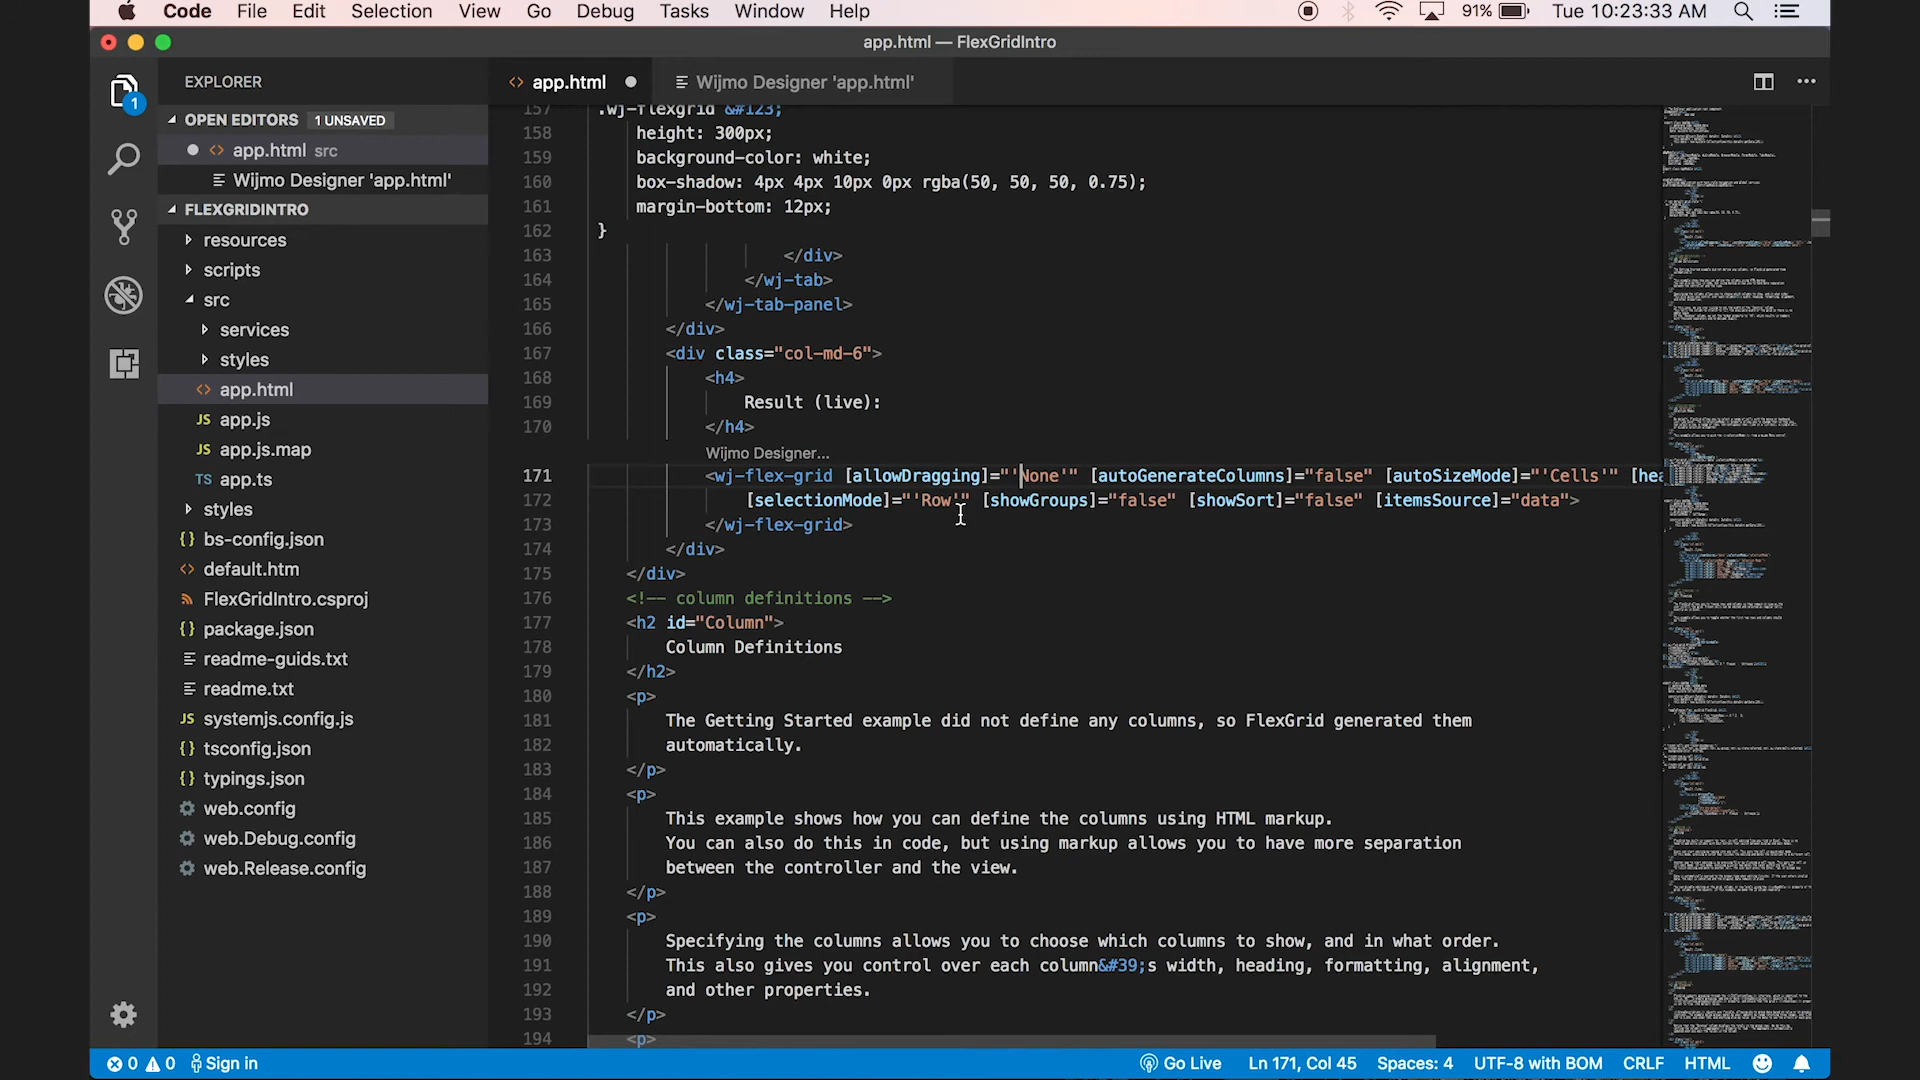 Code File Edit Selection View Go Debug Tasks Window Help 91% Tue 10:23:33 AM
app.html — FlexGridIntro
EXPLORER
OPEN EDITORS 1 UNSAVED
<> app.html src
Wijmo Designer 'app.html'
FLEXGRIDINTRO
resources
scripts
src
services
styles
<> app.html
JS app.js
JS app.js.map
TS app.ts
styles
{} bs-config.json
<> default.htm
FlexGridIntro.csproj
{} package.json
readme-guids.txt
readme.txt
JS systemjs.config.js
{} tsconfig.json
{} typings.json
web.config
web.Debug.config
web.Release.config
1
<> app.html Wijmo Designer 'app.html' ...
157 .wj-flexgrid &#123;
158 height: 300px;
159 background-color: white;
160 box-shadow: 4px 4px 10px 0px rgba(50, 50, 50, 0.75);
161 margin-bottom: 12px;
162 }
163 </div>
164 </wj-tab>
165 </wj-tab-panel>
166 </div>
167 <div class="col-md-6">
168 <h4>
169 Result (live):
170 </h4>
Wijmo Designer...
171 <wj-flex-grid [allowDragging]="'None'" [autoGenerateColumns]="false" [autoSizeMode]="'Cells'" [hea
172 [selectionMode]="'Row'" [showGroups]="false" [showSort]="false" [itemsSource]="data">
173 </wj-flex-grid>
174 </div>
175 </div>
176 <!-- column definitions -->
177 <h2 id="Column">
178 Column Definitions
179 </h2>
180 <p>
181 The Getting Started example did not define any columns, so FlexGrid generated them
182 automatically.
183 </p>
184 <p>
185 This example shows how you can define the columns using HTML markup.
186 You can also do this in code, but using markup allows you to have more separation
187 between the controller and the view.
188 </p>
189 <p>
190 Specifying the columns allows you to choose which columns to show, and in what order.
191 This also gives you control over each column&#39;s width, heading, formatting, alignment,
192 and other properties.
193 </p>
194 <p>
0 0 Sign in Go Live Ln 171, Col 45 Spaces: 4 UTF-8 with BOM CRLF HTML